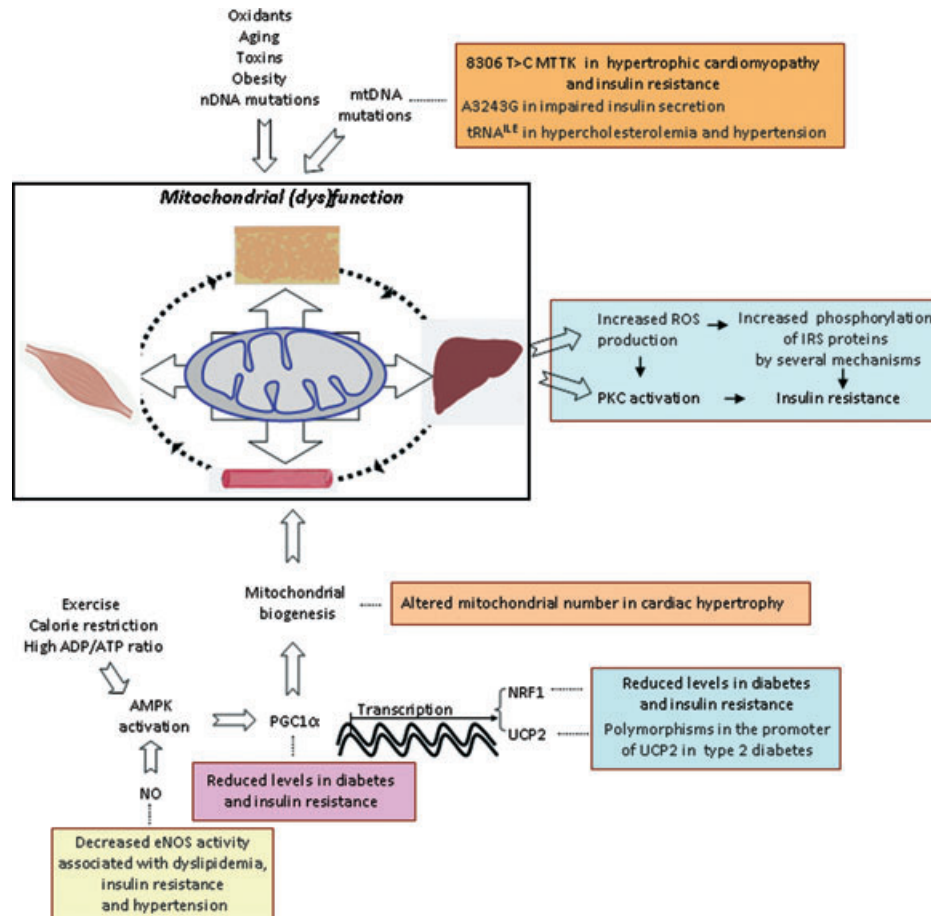 Oxidants
Aging
Toxins
Obesity
nDNA mutations
mtDNA
mutations
8306 T>C MTTK in hypertrophic cardiomyopathy
and insulin resistance
A3243G in impaired insulin secretion
tRNAᴵᴸᴱ in hypercholesterolemia and hypertension
Mitochondrial (dys)function
Increased ROS
production
Increased phosphorylation
of IRS proteins
by several mechanisms
PKC activation
Insulin resistance
Mitochondrial
biogenesis
Altered mitochondrial number in cardiac hypertrophy
Exercise
Calorie restriction
High ADP/ATP ratio
AMPK
activation
PGC1α
Transcription
NRF1
UCP2
Reduced levels in diabetes
and insulin resistance
Polymorphisms in the promoter
of UCP2 in type 2 diabetes
Reduced levels in diabetes
and insulin resistance
NO
Decreased eNOS activity
associated with dyslipidemia,
insulin resistance
and hypertension